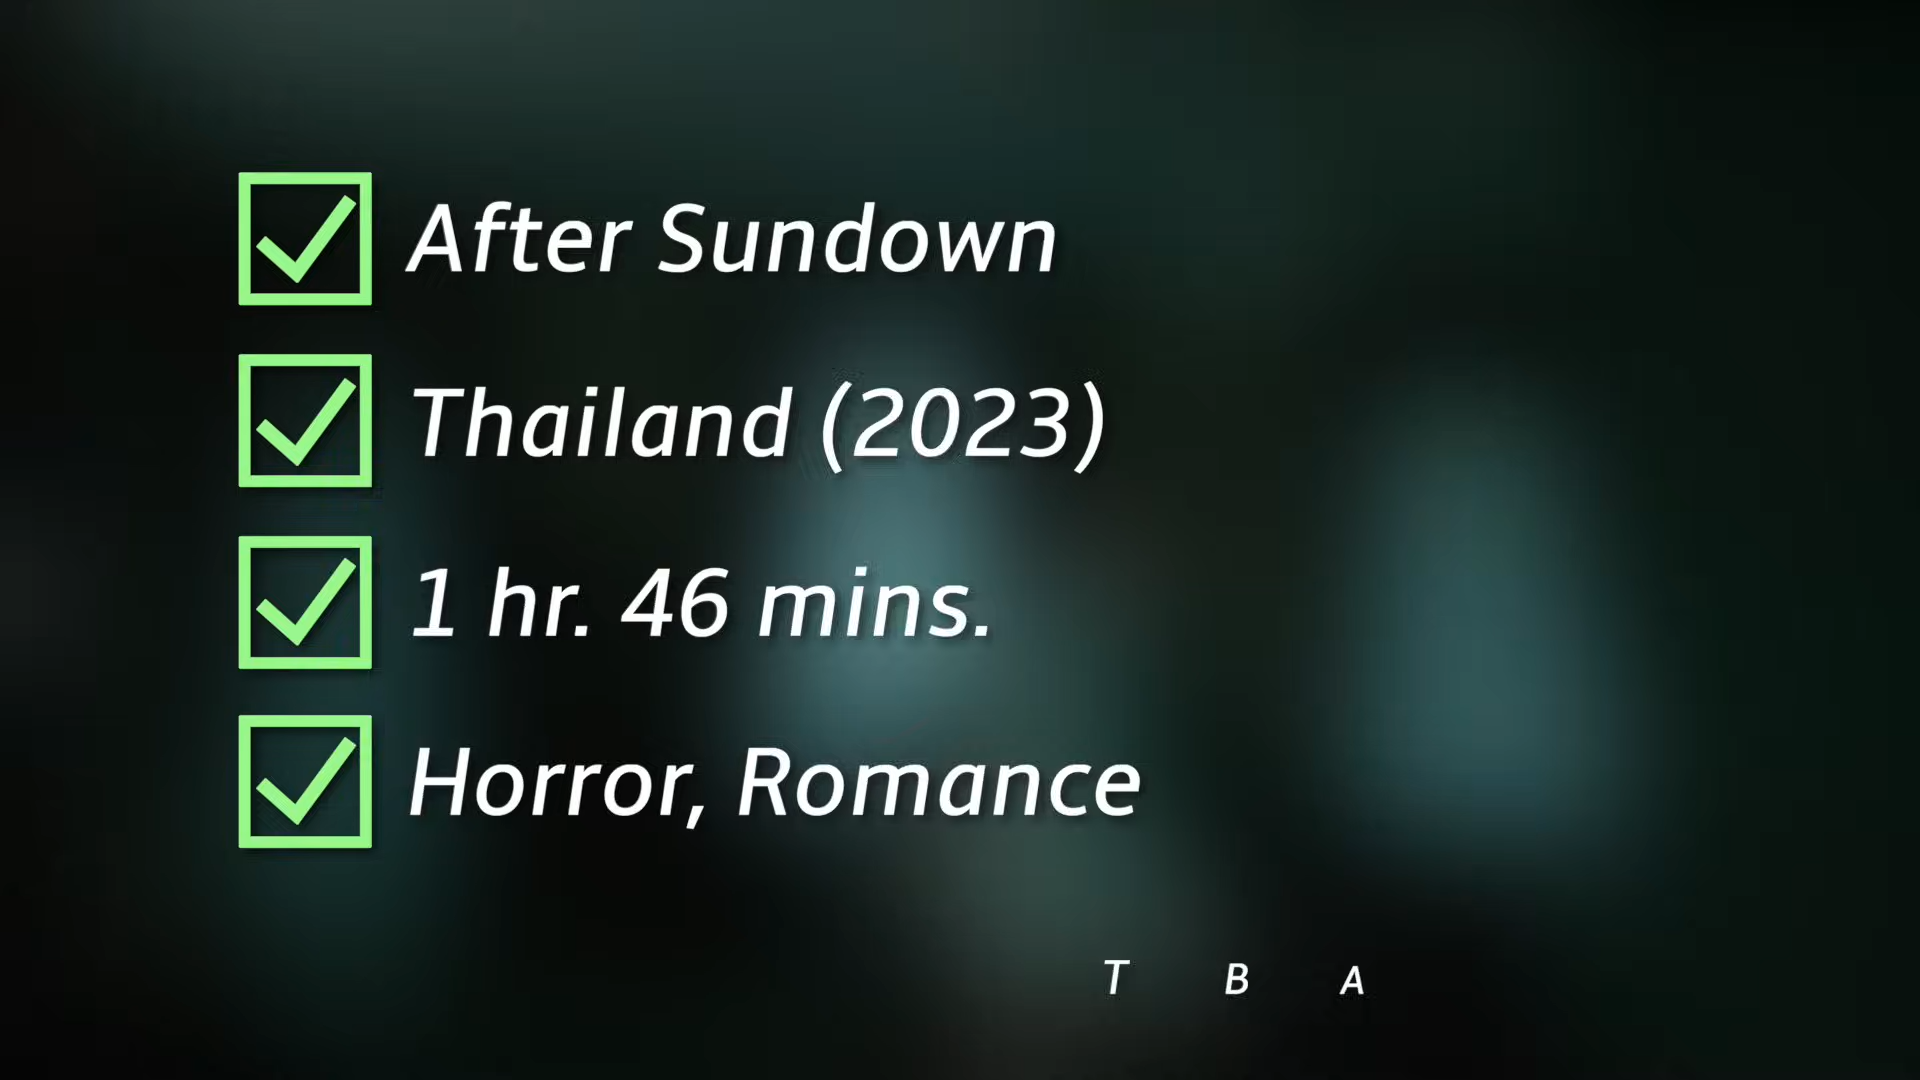 After Sundown
Thailand (2023)
1 hr. 46 mins.
Horror, Romance
T B A